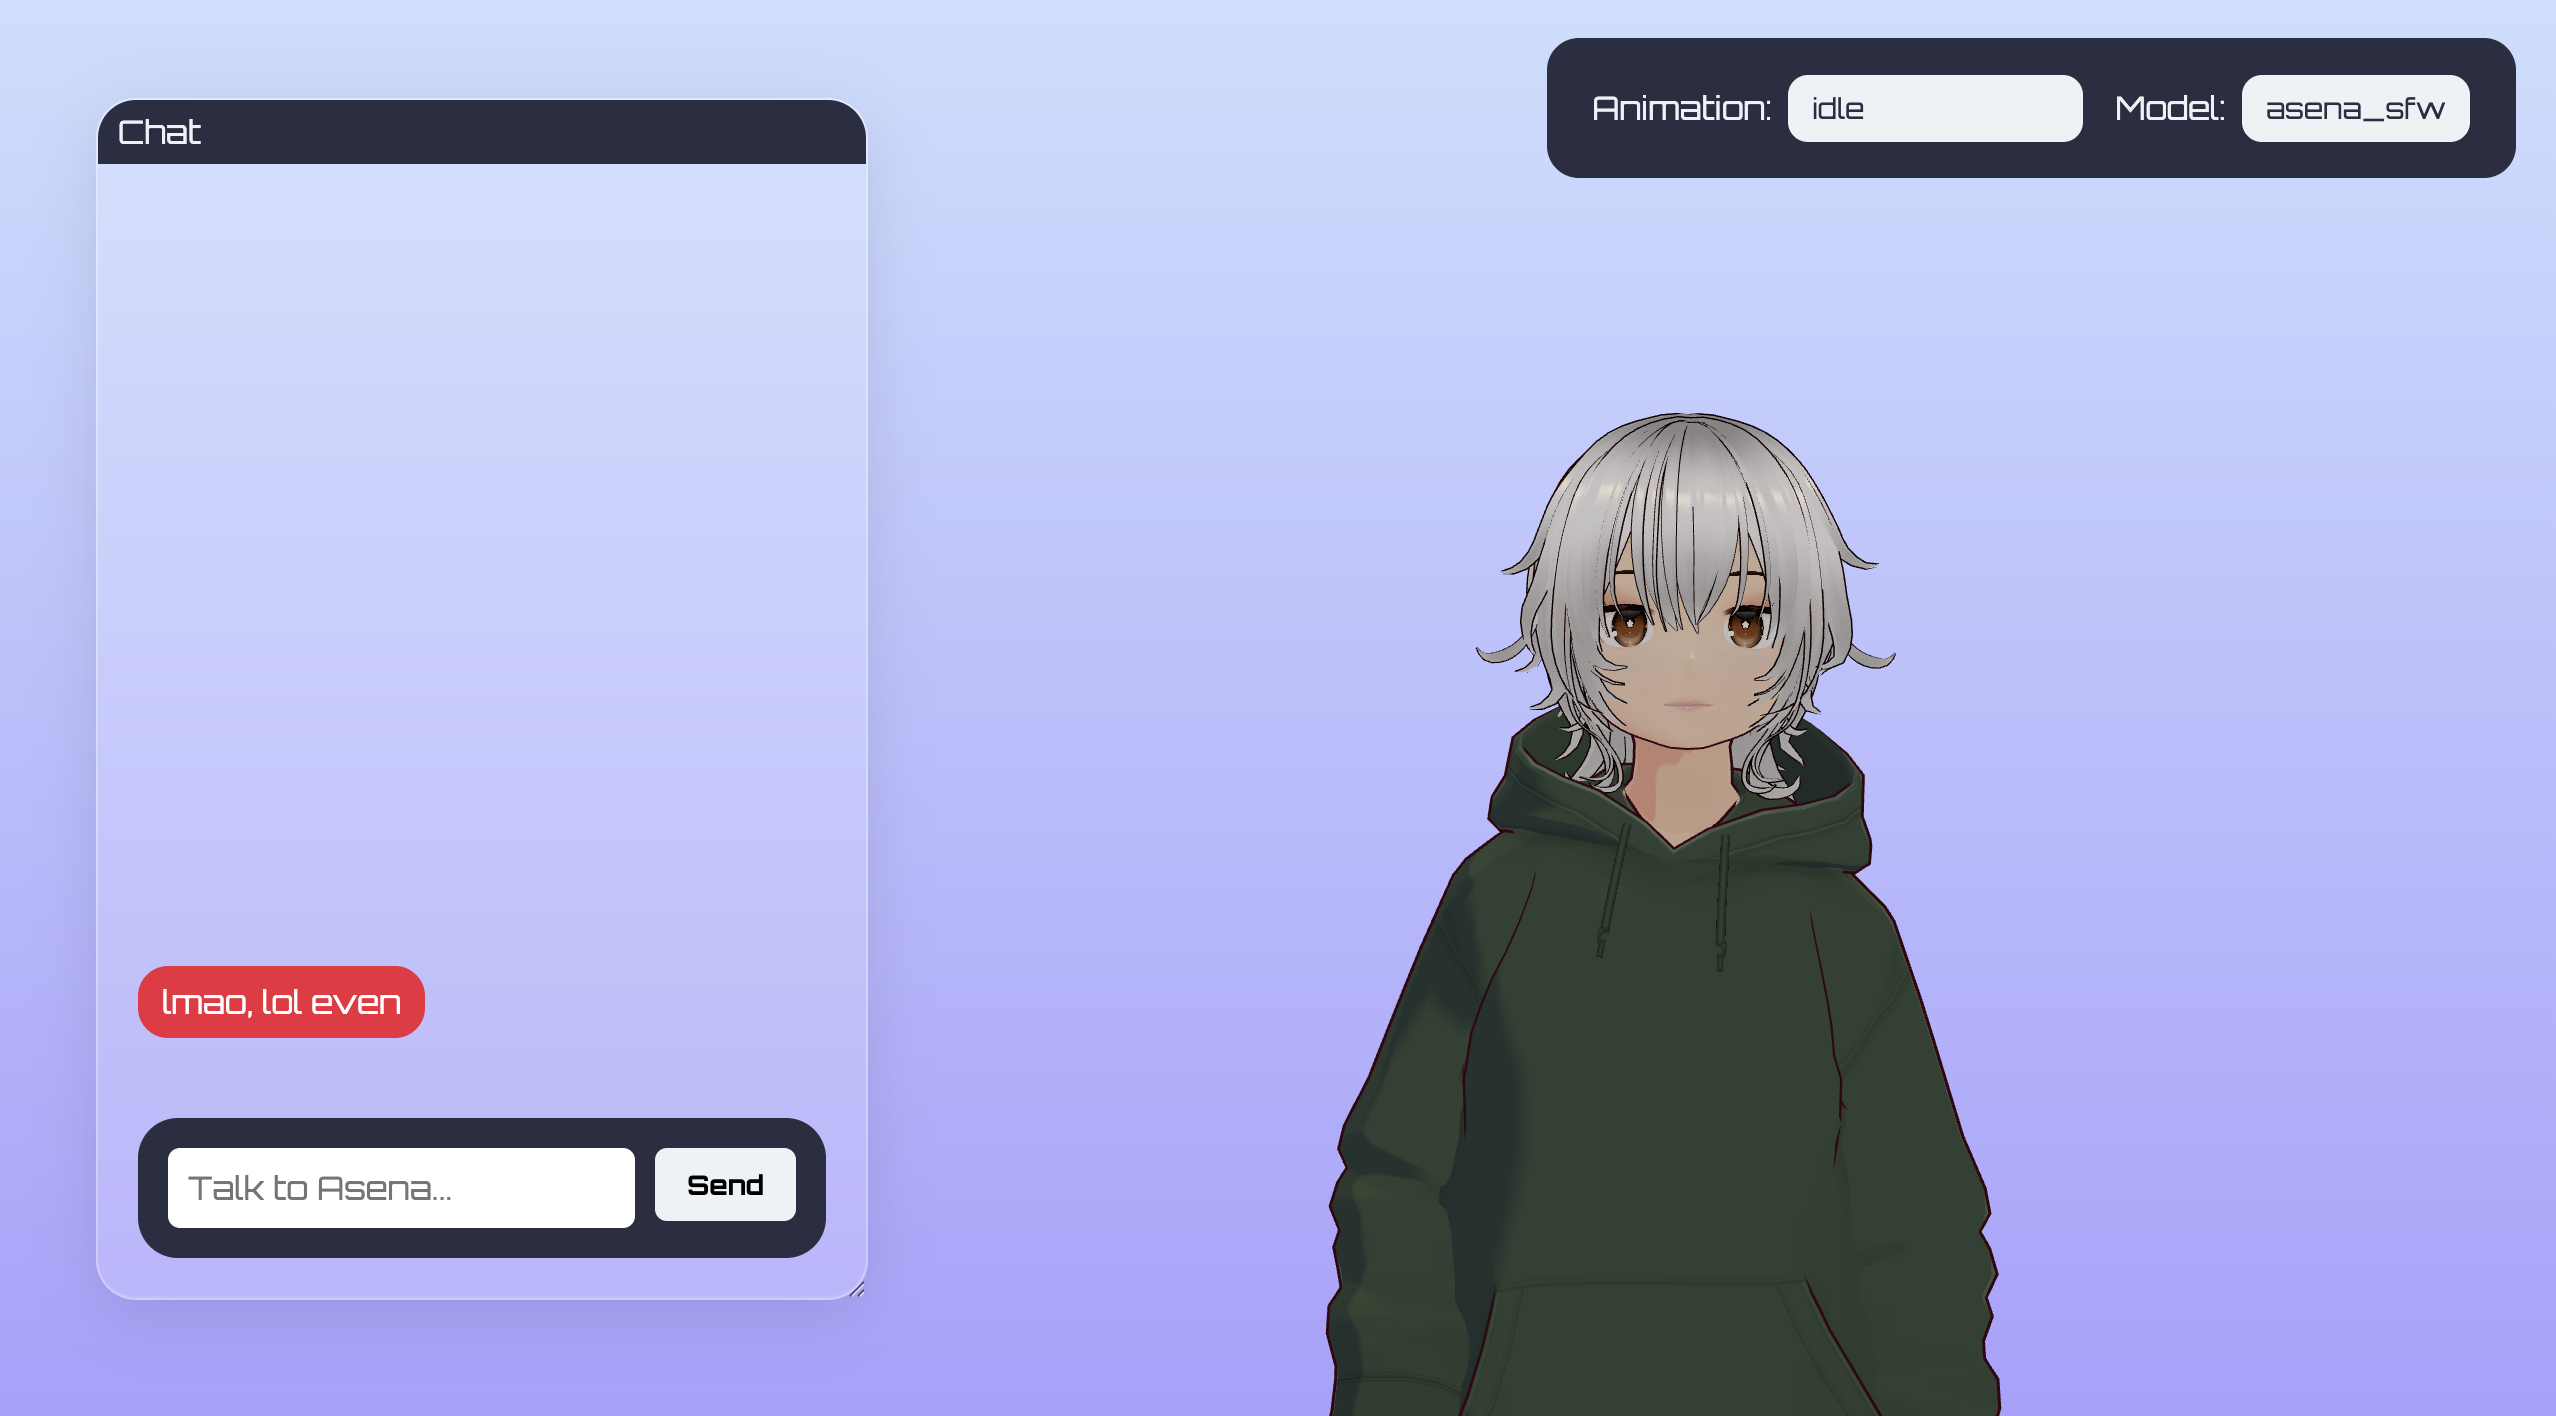 Chat
Animation: idle Model: asena_sfw
lmao, lol even
Talk to Asena...
Send